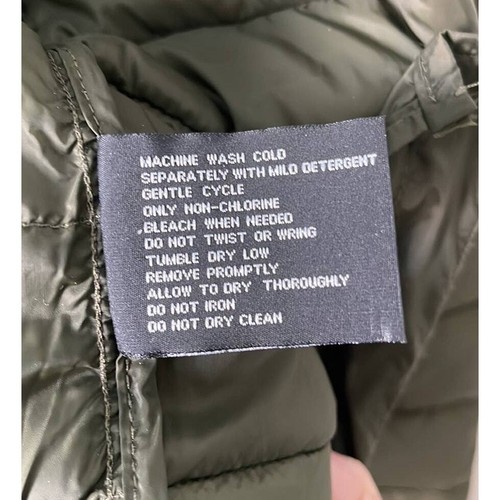 MACHINE WASH COLD
SEPARATELY WITH MILD DETERGENT
GENTLE CYCLE
ONLY NON-CHLORINE
BLEACH WHEN NEEDED
DO NOT TWIST OR WRING
TUMBLE DRY LOW
REMOVE PROMPTLY
ALLOW TO DRY THOROUGHLY
DO NOT IRON
DO NOT DRY CLEAN